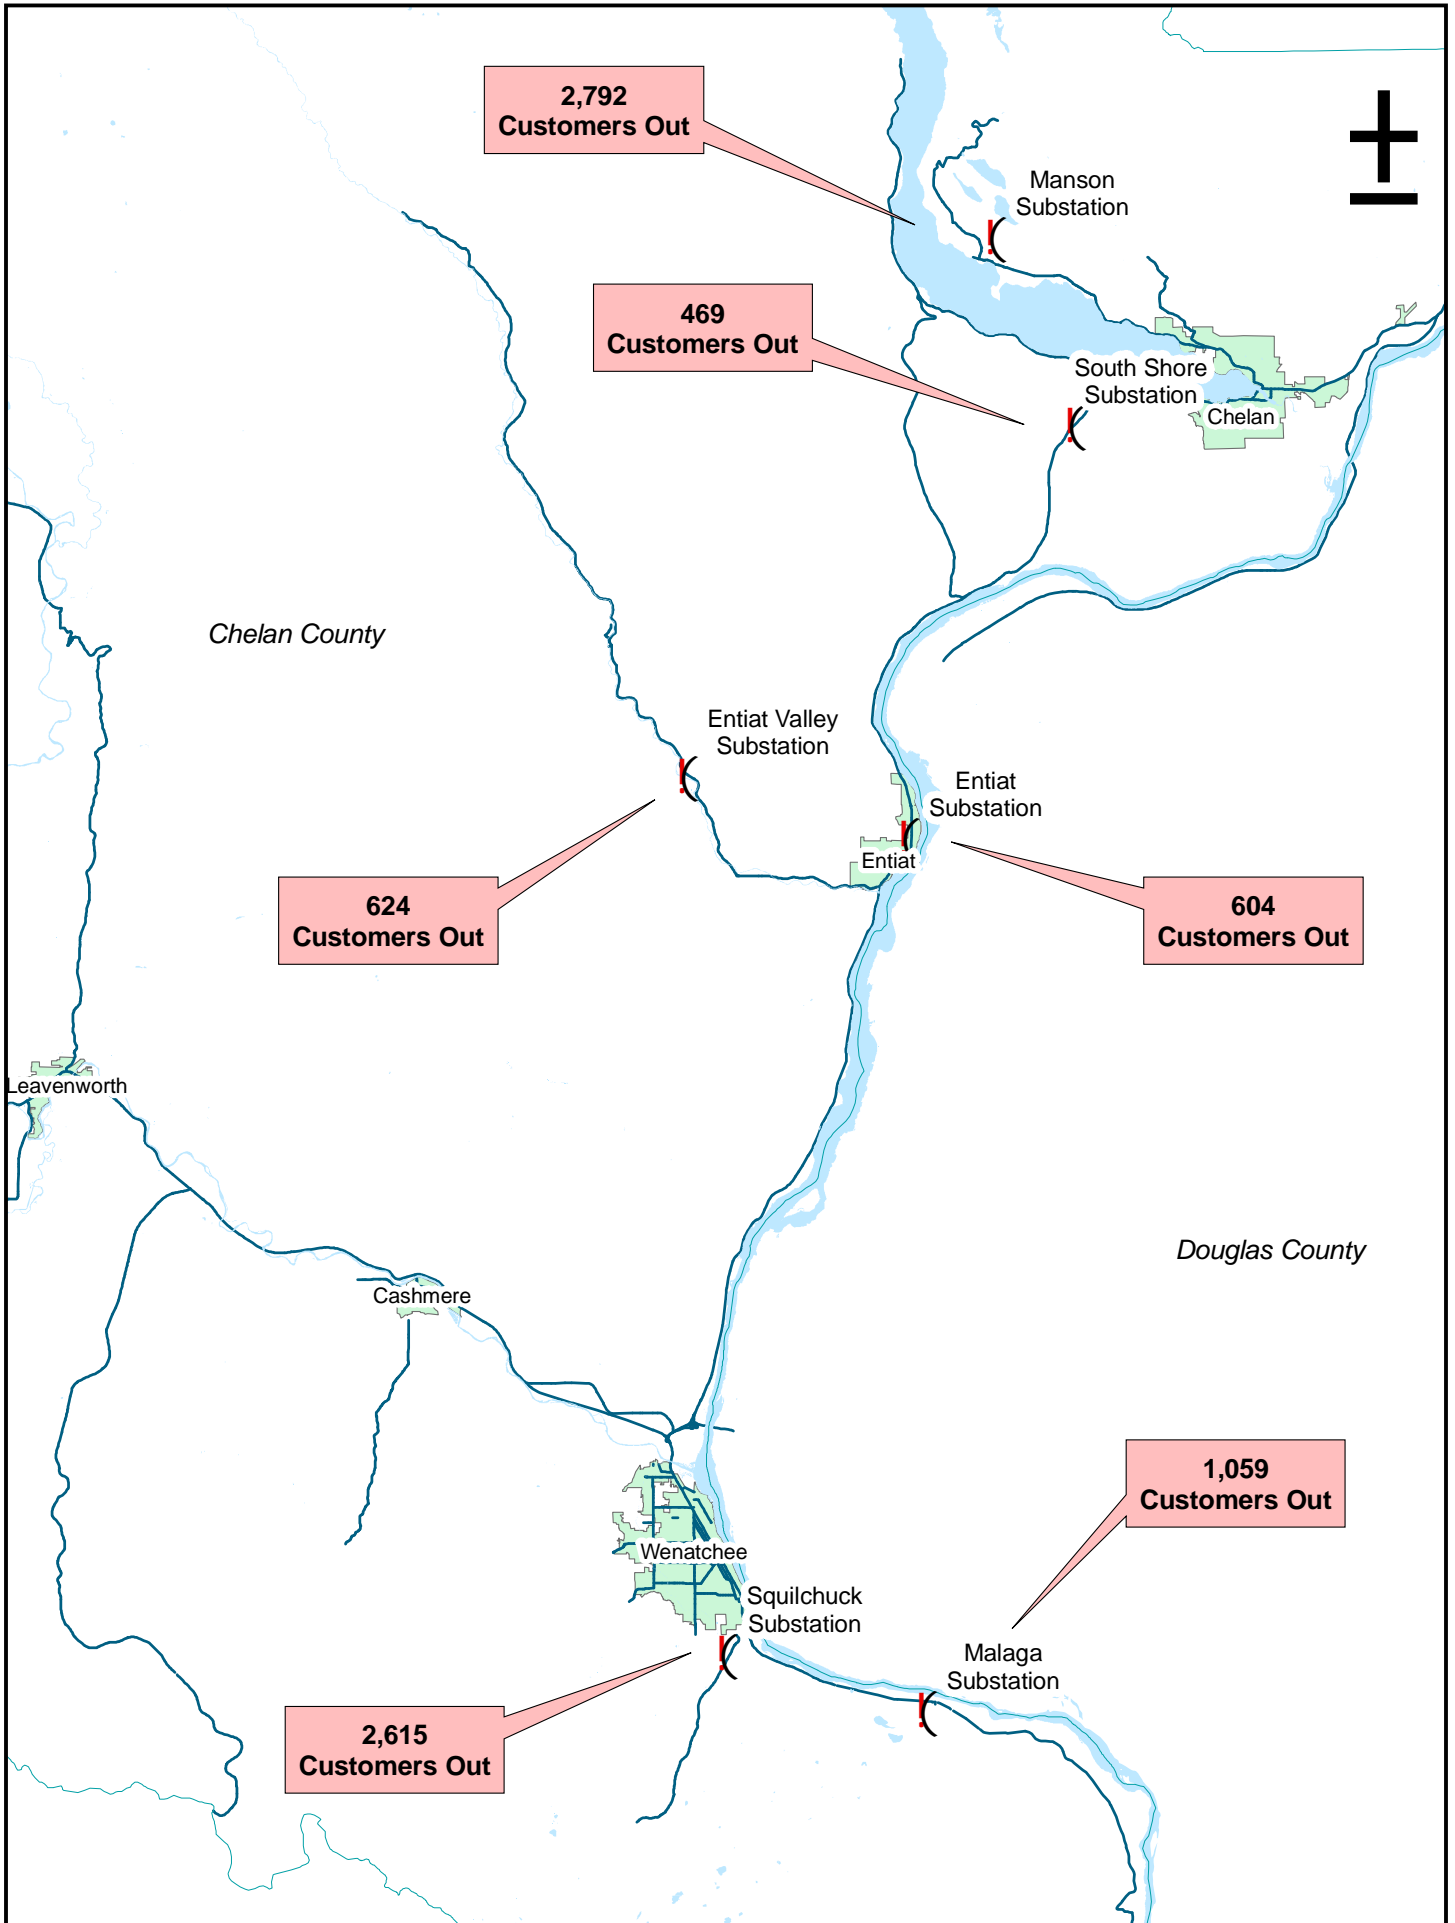 2,792
Customers Out
Manson
Substation
469
Customers Out
South Shore
Substation
Chelan
Chelan County
Entiat Valley
Substation
Entiat
Substation
Entiat
624
Customers Out
604
Customers Out
Leavenworth
Douglas County
Cashmere
1,059
Customers Out
Wenatchee
Squilchuck
Substation
Malaga
Substation
2,615
Customers Out